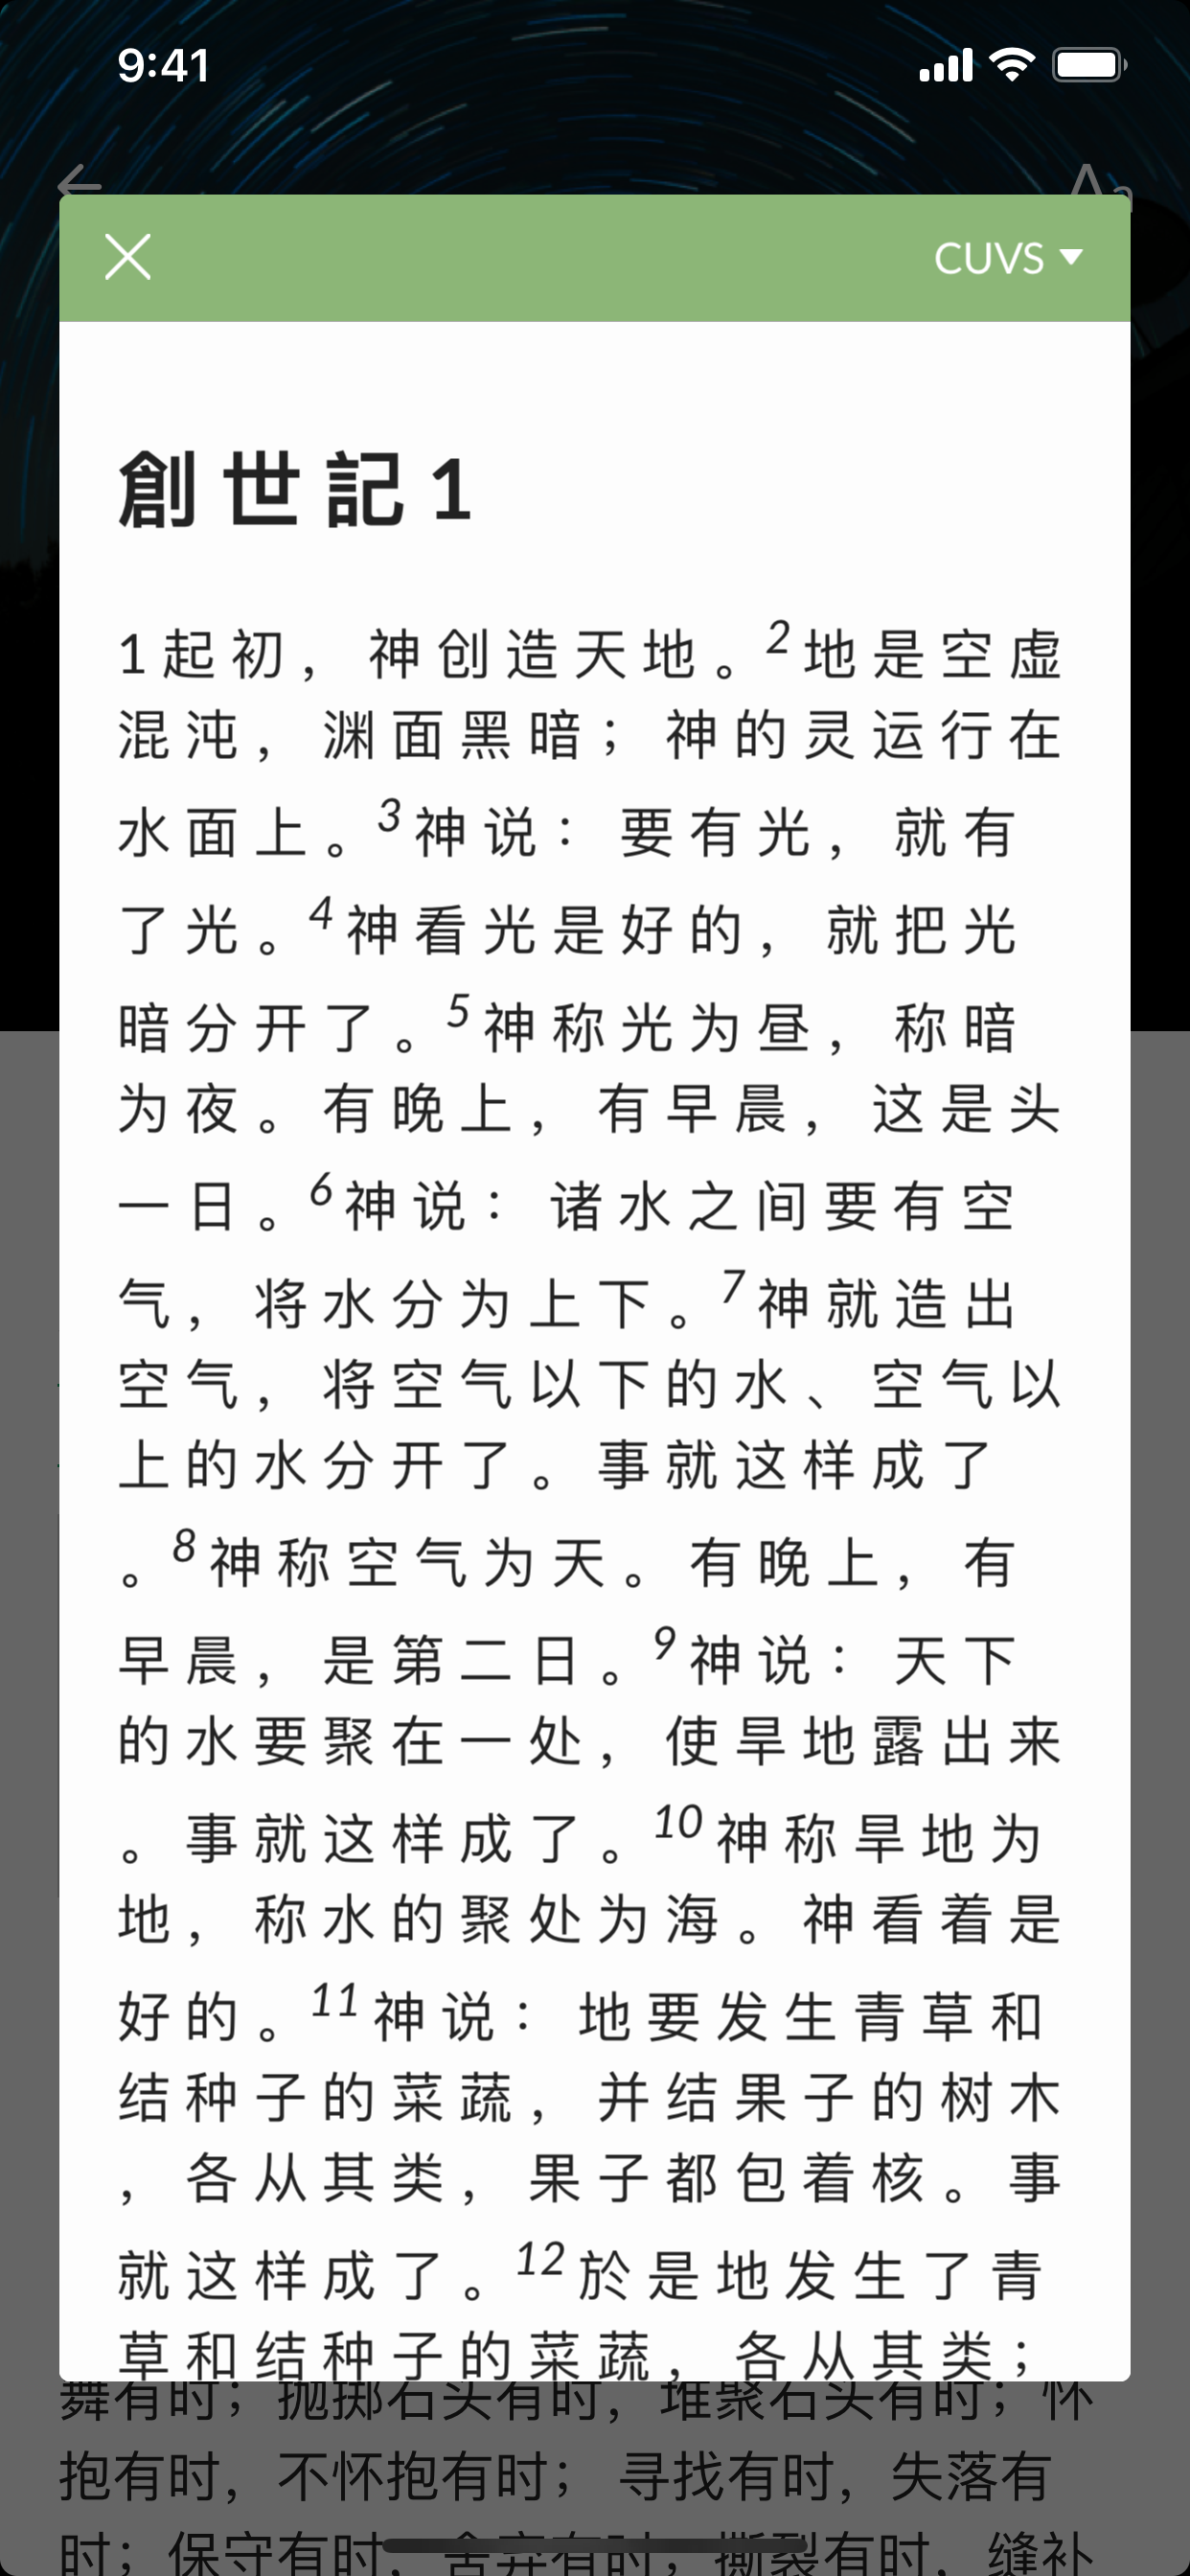 9:41
Aa
CUVS
創世記1
1起初，神创造天地。2地是空虚
混沌，渊面黑暗；神的灵运行在
水面上。3神说：要有光，就有
了光。4神看光是好的，就把光
暗分开了。5神称光为昼，称暗
为夜。有晚上，有早晨，这是头
一日。6神说：诸水之间要有空
气，将水分为上下。7神就造出
空气，将空气以下的水、空气以
上的水分开了。事就这样成了
。8神称空气为天。有晚上，有
早晨，是第二日。9神说：天下
的水要聚在一处，使旱地露出来
。事就这样成了。10神称旱地为
地，称水的聚处为海。神看着是
好的。11神说：地要发生青草和
结种子的菜蔬，并结果子的树木
，各从其类，果子都包着核。事
就这样成了。12於是地发生了青
草和结种子的菜蔬，各从其类；
舞有时；抛掷石头有时，堆聚石头有时；怀
抱有时，不怀抱有时；寻找有时，失落有
时；保守有时，舍弃有时；撕裂有时，缝补